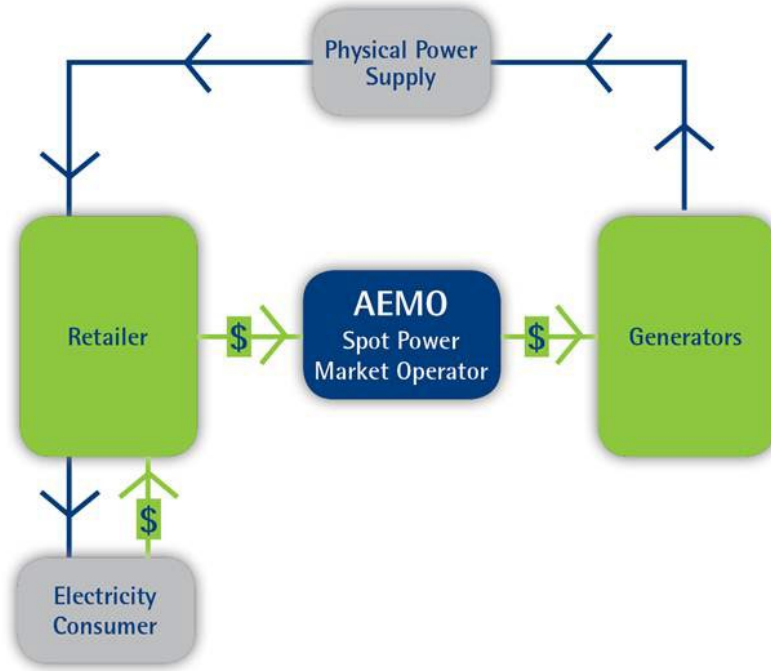 Physical Power
Supply
Retailer
$
AEMO
Spot Power
Market Operator
$
Generators
$
Electricity
Consumer